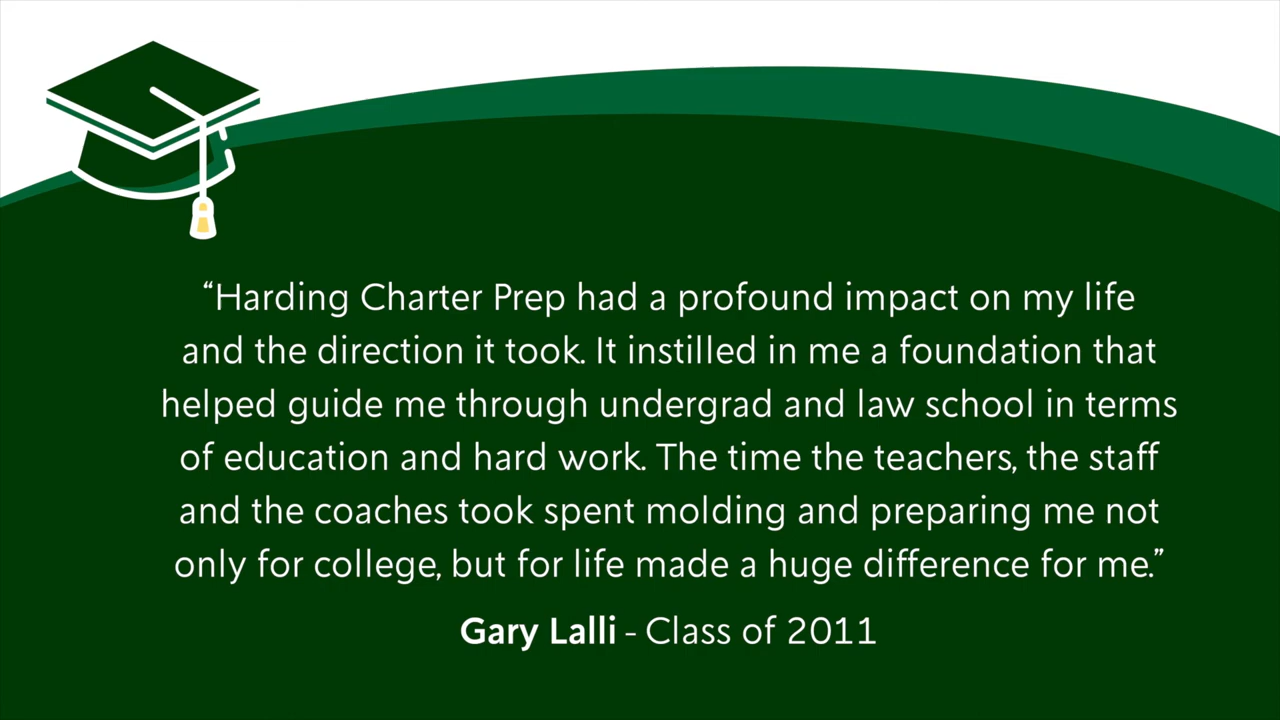 “Harding Charter Prep had a profound impact on my life
and the direction it took. It instilled in me a foundation that
helped guide me through undergrad and law school in terms
of education and hard work. The time the teachers, the staff
and the coaches took spent molding and preparing me not
only for college, but for life made a huge difference for me.”
Gary Lalli - Class of 2011